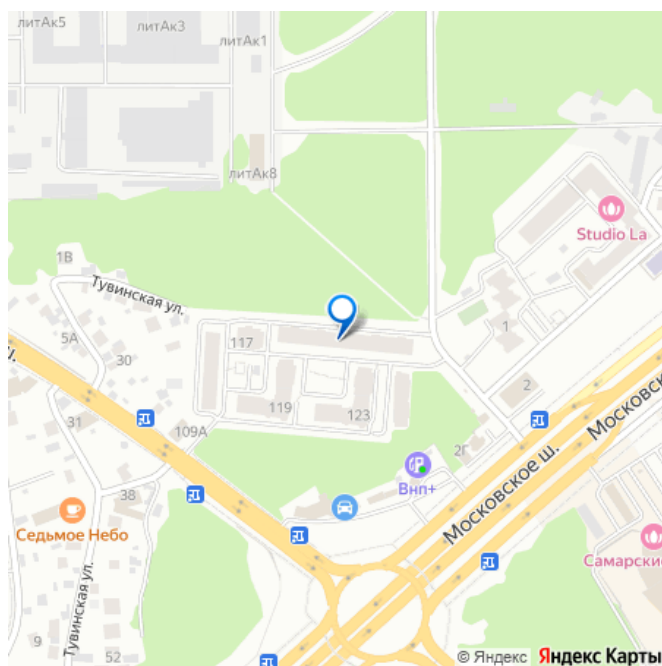 литАк5
литАк3
литАк1
литАк8
Studio La
1В
Тувинская ул.
5А
117
1
30
ш.
2
119
123
31
109А
2Г
Московское ш.
Внп+
Московск
38
Седьмое Небо
Самарские
Тувинская ул.
9
52
© Яндекс Яндекс Карты